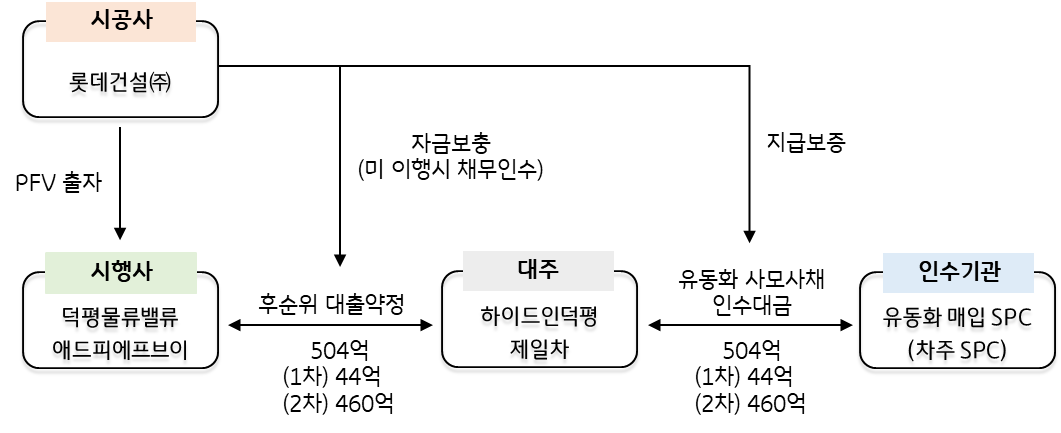 시공사
롯데건설㈜
자금보충
(미 이행시 채무인수)
지급보증
PFV 출자
시행사
덕평물류밸류
애드피에프브이
후순위 대출약정
504억
(1차) 44억
(2차) 460억
대주
하이드인덕평
제일차
유동화 사모사채
인수대금
504억
(1차) 44억
(2차) 460억
인수기관
유동화 매입 SPC
(차주 SPC)